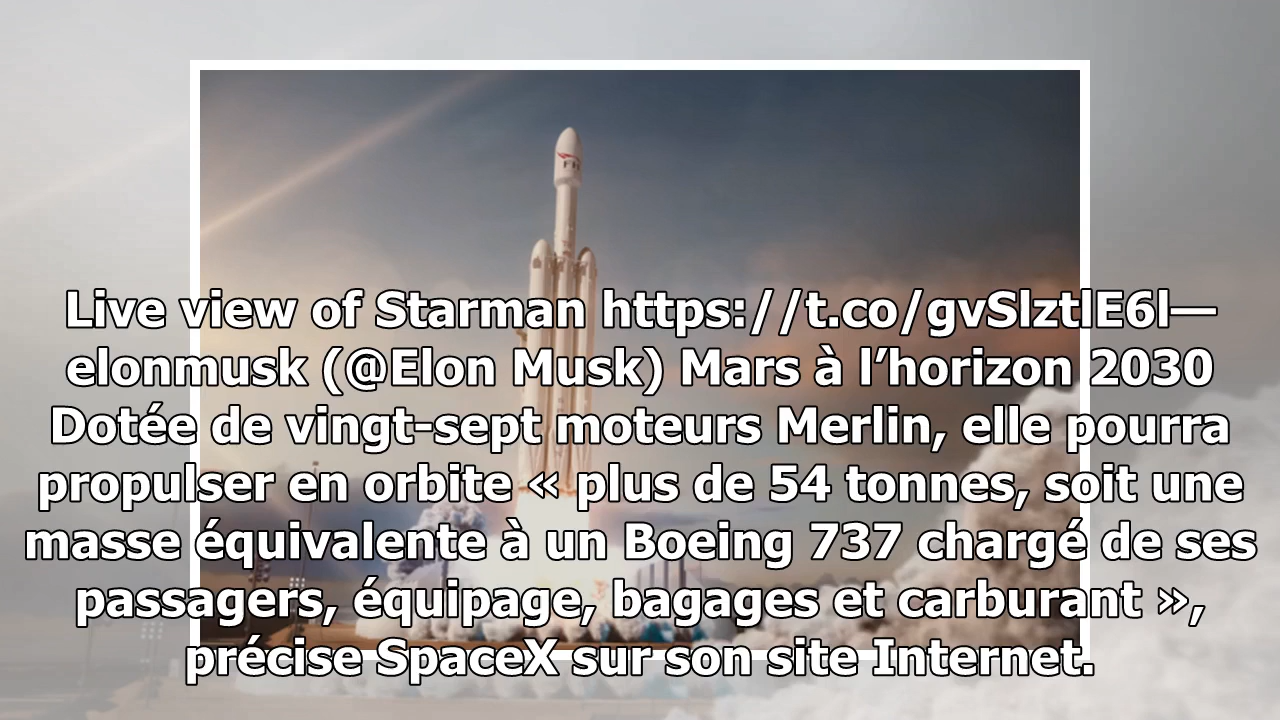 FH
Live view of Starman https://t.co/gvSlztlE6l—
elonmusk (@Elon Musk) Mars à l’horizon 2030
Dotée de vingt-sept moteurs Merlin, elle pourra
propulser en orbite « plus de 54 tonnes, soit une
masse équivalente à un Boeing 737 chargé de ses
passagers, équipage, bagages et carburant »,
précise SpaceX sur son site Internet.